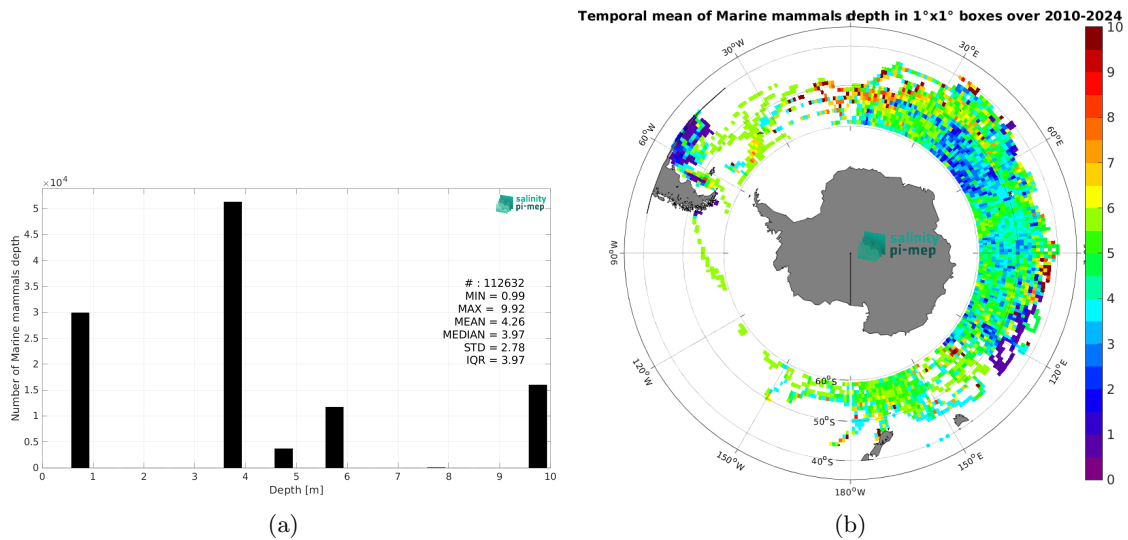 ×10⁴
5
4.5
4
3.5
3
2.5
2
1.5
1
0.5
0
0 1 2 3 4 5 6 7 8 9 10
Number of Marine mammals depth
Depth [m]
salinity
pi-mep
# : 112632
MIN = 0.99
MAX = 9.92
MEAN = 4.26
MEDIAN = 3.97
STD = 2.78
IQR = 3.97
(a)
Temporal mean of Marine mammals depth in 1°x1° boxes over 2010-2024
30°W
30°E
60°W
60°E
90°W
120°W
120°E
150°W
150°E
180°W
60°S
50°S
40°S
salinity
pi-mep
10
9
8
7
6
5
4
3
2
1
0
(b)